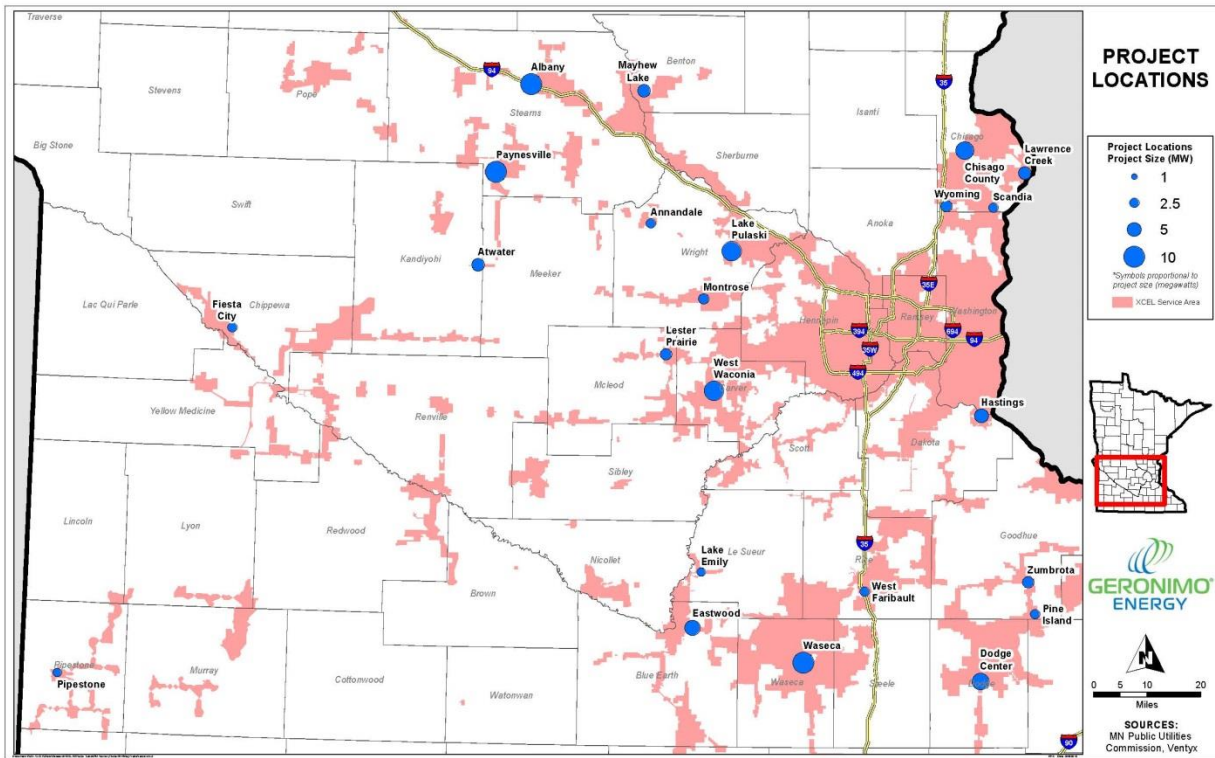 Traverse
Stevens
Pope
94
Albany
Stearns
Mayhew
Lake
Benton
Big Stone
Isanti
35
Chisago
Chisago
County
Lawrence
Creek
Paynesville
Sherburne
Wyoming
Scandia
Swift
Annandale
Lake
Pulaski
Wright
Anoka
Kandiyohi
Atwater
Meeker
35E
Lac Qui Parle
Chippewa
Fiesta
City
Montrose
Hennepin
394
35W
Ramsey
Washington
694
94
494
Lester
Prairie
West
Waconia
Carver
Mcleod
Yellow Medicine
Renville
Hastings
Scott
Dakota
Sibley
Lincoln
Lyon
Redwood
Nicollet
Lake
Emily
Le Sueur
35
Rice
Goodhue
Brown
West
Faribault
Zumbrota
Pine
Island
Eastwood
Waseca
Dodge
Center
Dodge
Pipestone
Pipestone
Murray
Cottonwood
Watonwan
Blue Earth
Waseca
Steele
90
PROJECT
LOCATIONS
Project Locations
Project Size (MW)
1
2.5
5
10
*Symbols proportional to
project size (megawatts)
XCEL Service Area
GERONIMO®
ENERGY
N
0 5 10 20
Miles
SOURCES:
MN Public Utilities
Commission, Ventyx